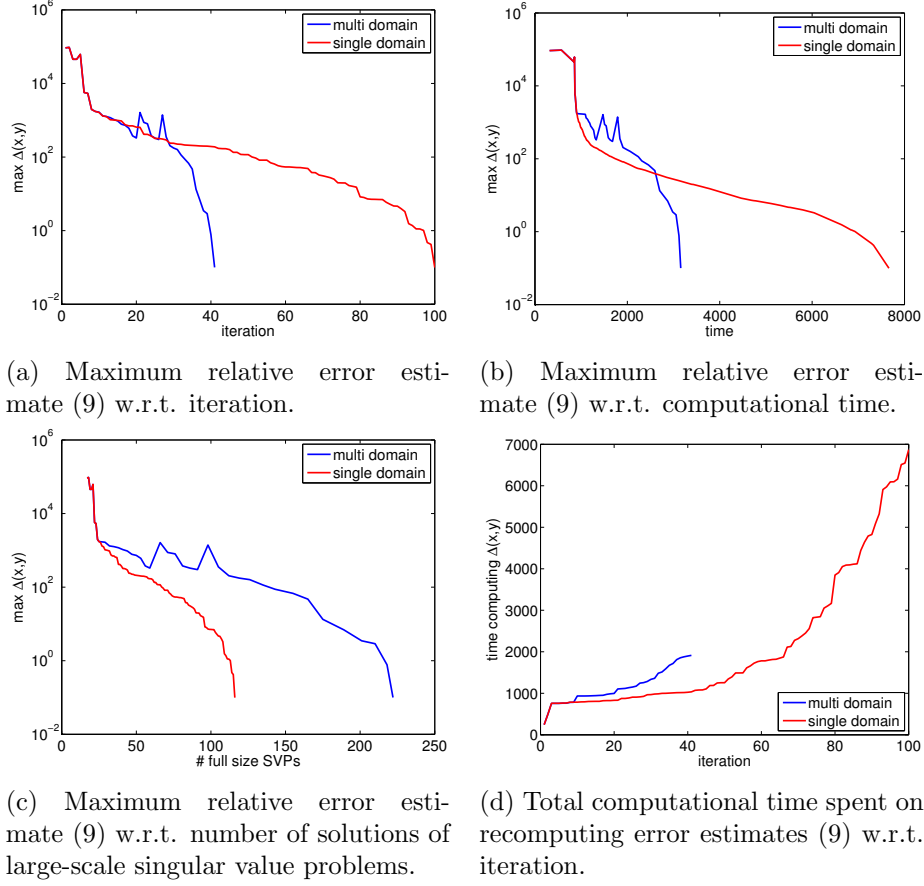 10^6
10^4
10^2
10^0
10^-2
max Δ(x,y)
multi domain
single domain
0 20 40 60 80 100
iteration
(a) Maximum relative error esti-
mate (9) w.r.t. iteration.
10^6
10^4
10^2
10^0
10^-2
max Δ(x,y)
multi domain
single domain
0 2000 4000 6000 8000
time
(b) Maximum relative error esti-
mate (9) w.r.t. computational time.
10^6
10^4
10^2
10^0
10^-2
max Δ(x,y)
multi domain
single domain
0 50 100 150 200 250
# full size SVPs
(c) Maximum relative error esti-
mate (9) w.r.t. number of solutions of
large-scale singular value problems.
7000
6000
5000
4000
3000
2000
1000
0
time computing Δ(x,y)
multi domain
single domain
0 20 40 60 80 100
iteration
(d) Total computational time spent on
recomputing error estimates (9) w.r.t.
iteration.